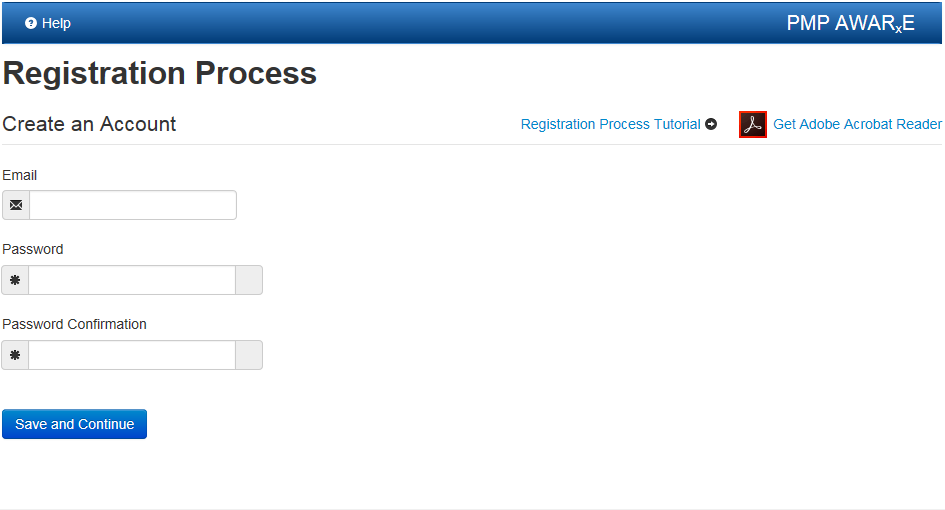 Help
PMP AWARxE
Registration Process
Create an Account
Registration Process Tutorial
Get Adobe Acrobat Reader
Email
Password
Password Confirmation
Save and Continue